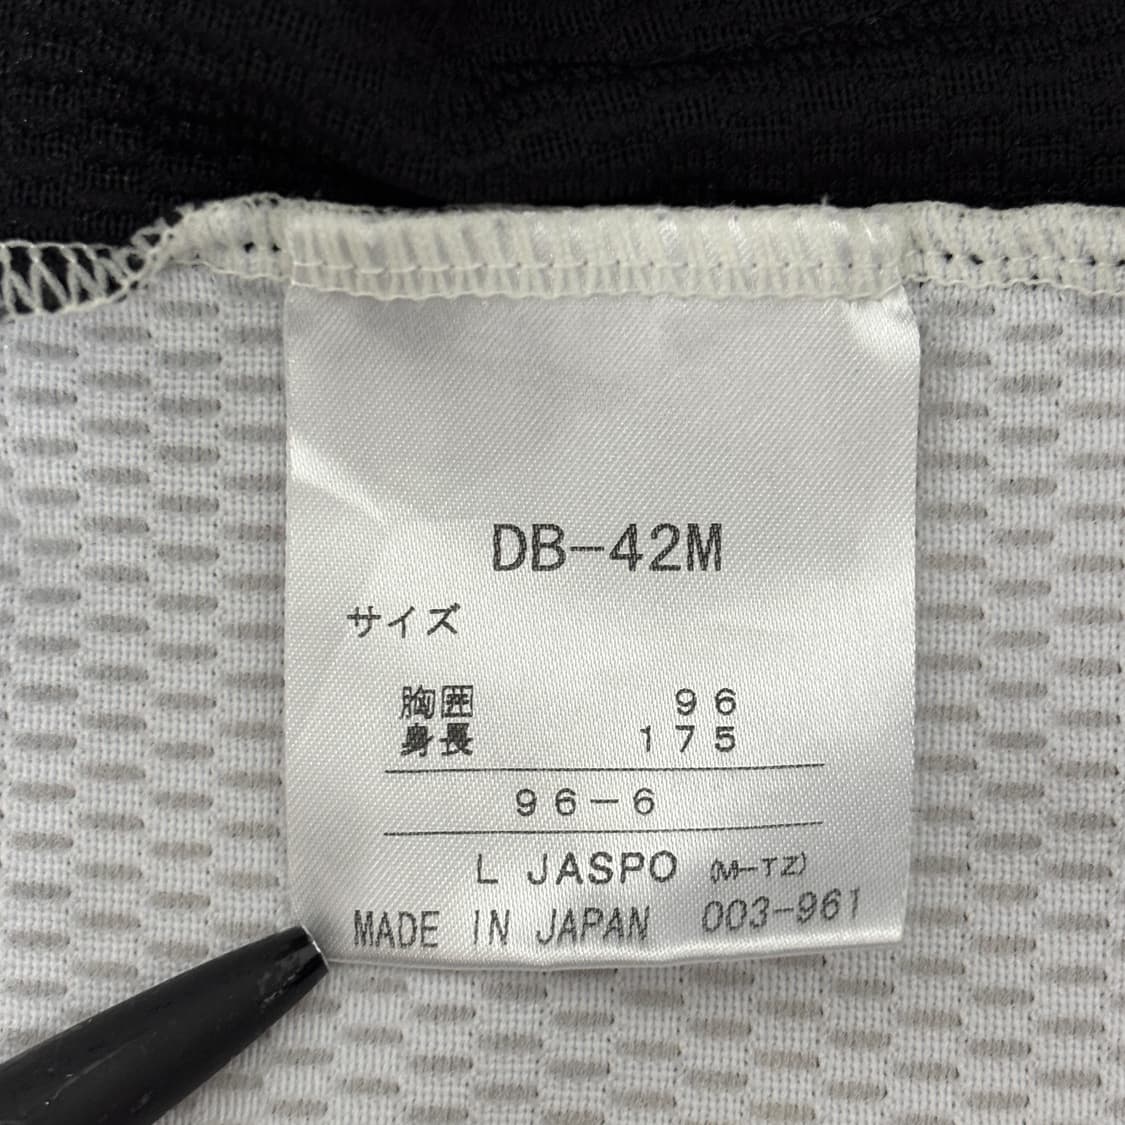 DB-42M
サイズ
胸囲 96
身長 175
96-6
L JASPO (M-TZ)
MADE IN JAPAN 003-961